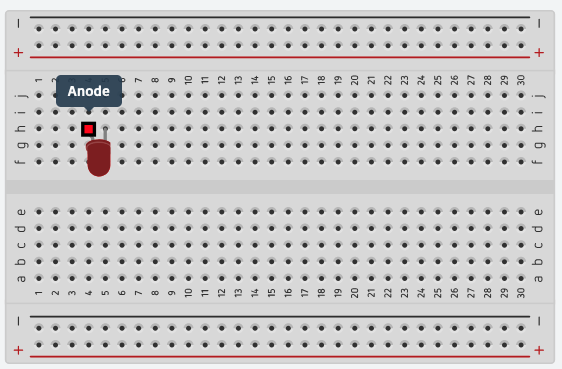 − −
+ +
1 2 3 6 7 8 9 10 11 12 13 14 15 16 17 18 19 20 21 22 23 24 25 26 27 28 29 30
j j
Anode
i i
h h
g g
f f
e e
d d
c c
b b
a a
1 2 3 4 5 6 7 8 9 10 11 12 13 14 15 16 17 18 19 20 21 22 23 24 25 26 27 28 29 30
− −
+ +